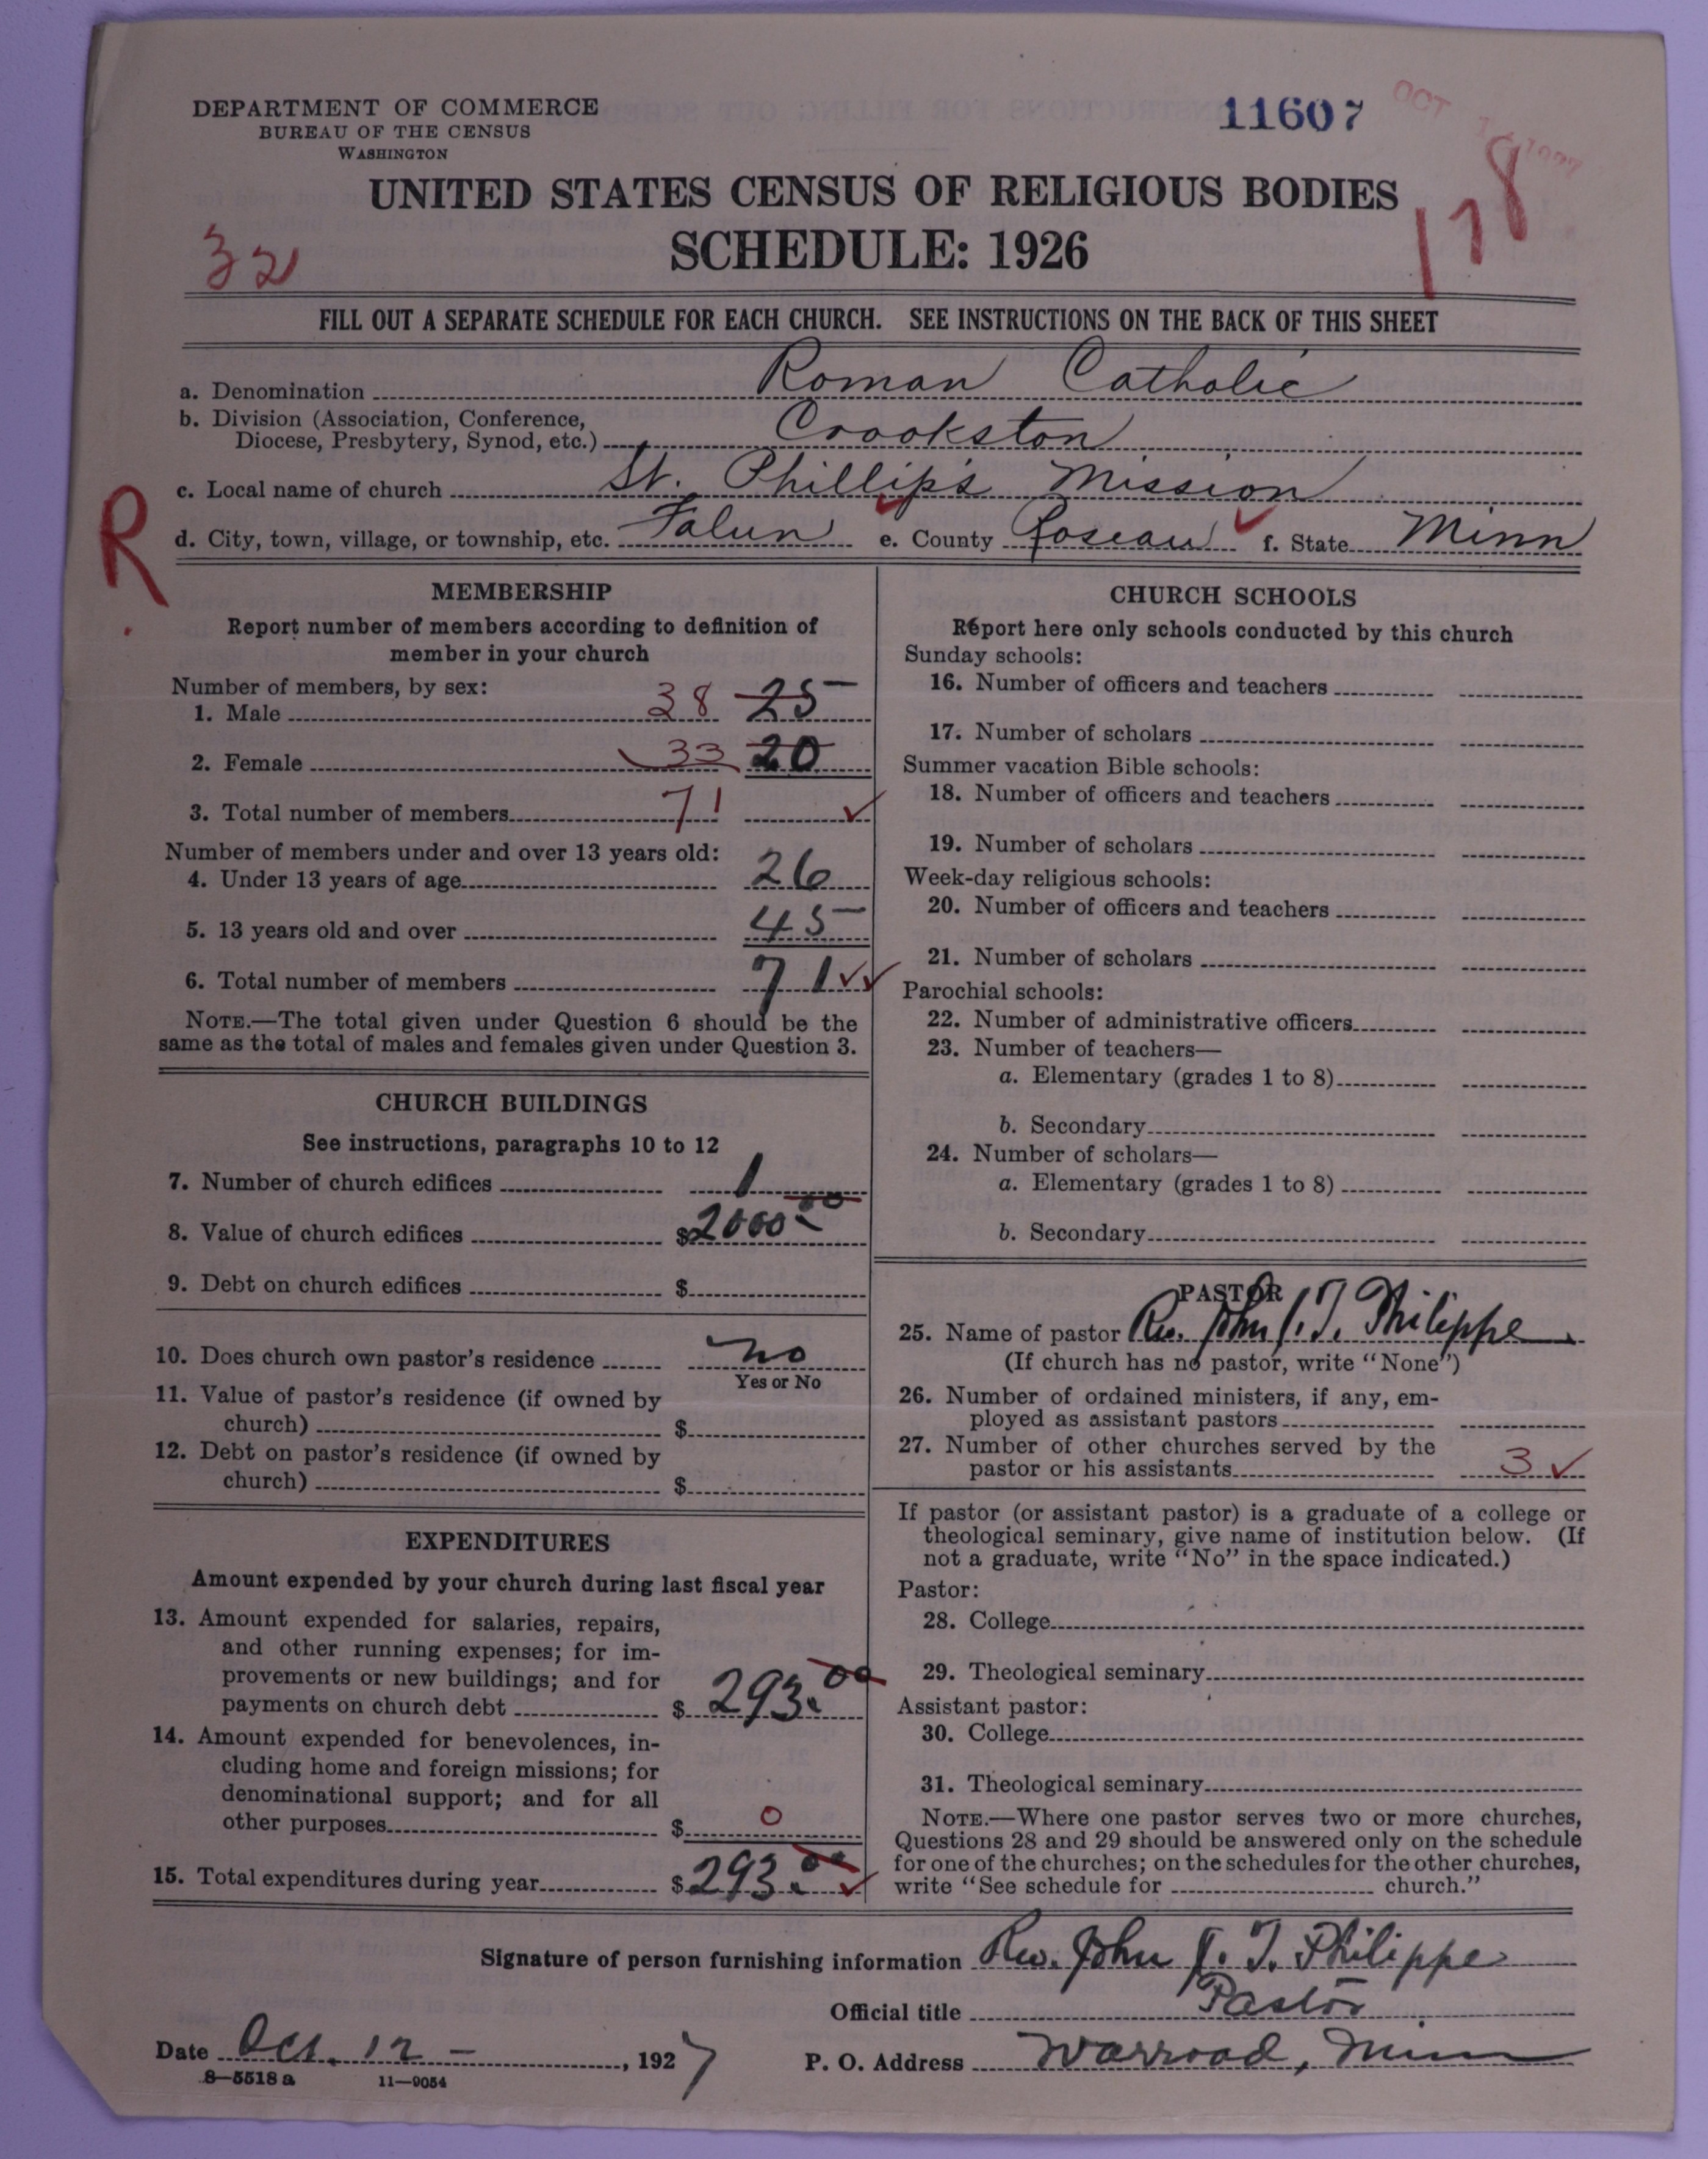 DEPARTMENT OF COMMERCE
BUREAU OF THE CENSUS
WASHINGTON
11607
OCT 1927
UNITED STATES CENSUS OF RELIGIOUS BODIES
SCHEDULE: 1926
32
178
FILL OUT A SEPARATE SCHEDULE FOR EACH CHURCH. SEE INSTRUCTIONS ON THE BACK OF THIS SHEET
a. Denomination Roman Catholic
b. Division (Association, Conference,
Diocese, Presbytery, Synod, etc.) Crookston
c. Local name of church St. Phillip's Mission
R
d. City, town, village, or township, etc. Falun e. County Roseau f. State Minn
MEMBERSHIP
Report number of members according to definition of
member in your church
Number of members, by sex:
1. Male 38 25
2. Female 33 20
3. Total number of members 71 ✓
Number of members under and over 13 years old:
4. Under 13 years of age 26
5. 13 years old and over 45
6. Total number of members 71 ✓✓
NOTE.—The total given under Question 6 should be the
same as the total of males and females given under Question 3.
CHURCH BUILDINGS
See instructions, paragraphs 10 to 12
7. Number of church edifices 1
8. Value of church edifices $2000.00
9. Debt on church edifices $
10. Does church own pastor's residence no
Yes or No
11. Value of pastor's residence (if owned by
church) $
12. Debt on pastor's residence (if owned by
church) $
EXPENDITURES
Amount expended by your church during last fiscal year
13. Amount expended for salaries, repairs,
and other running expenses; for im-
provements or new buildings; and for
payments on church debt $ 293.00
14. Amount expended for benevolences, in-
cluding home and foreign missions; for
denominational support; and for all
other purposes $ 0
15. Total expenditures during year $293.00 ✓
CHURCH SCHOOLS
Report here only schools conducted by this church
Sunday schools:
16. Number of officers and teachers
17. Number of scholars
Summer vacation Bible schools:
18. Number of officers and teachers
19. Number of scholars
Week-day religious schools:
20. Number of officers and teachers
21. Number of scholars
Parochial schools:
22. Number of administrative officers
23. Number of teachers—
a. Elementary (grades 1 to 8)
b. Secondary
24. Number of scholars—
a. Elementary (grades 1 to 8)
b. Secondary
PASTOR
25. Name of pastor Rev. John J. T. Philippe
(If church has no pastor, write "None")
26. Number of ordained ministers, if any, em-
ployed as assistant pastors
27. Number of other churches served by the
pastor or his assistants 3 ✓
If pastor (or assistant pastor) is a graduate of a college or
theological seminary, give name of institution below. (If
not a graduate, write "No" in the space indicated.)
Pastor:
28. College
29. Theological seminary
Assistant pastor:
30. College
31. Theological seminary
NOTE.—Where one pastor serves two or more churches,
Questions 28 and 29 should be answered only on the schedule
for one of the churches; on the schedules for the other churches,
write "See schedule for church."
Signature of person furnishing information Rev. John J. T. Philippe
Official title Pastor
Date Oct. 12 — , 1927 P. O. Address Warroad, Minn
8—5518 a 11—9054